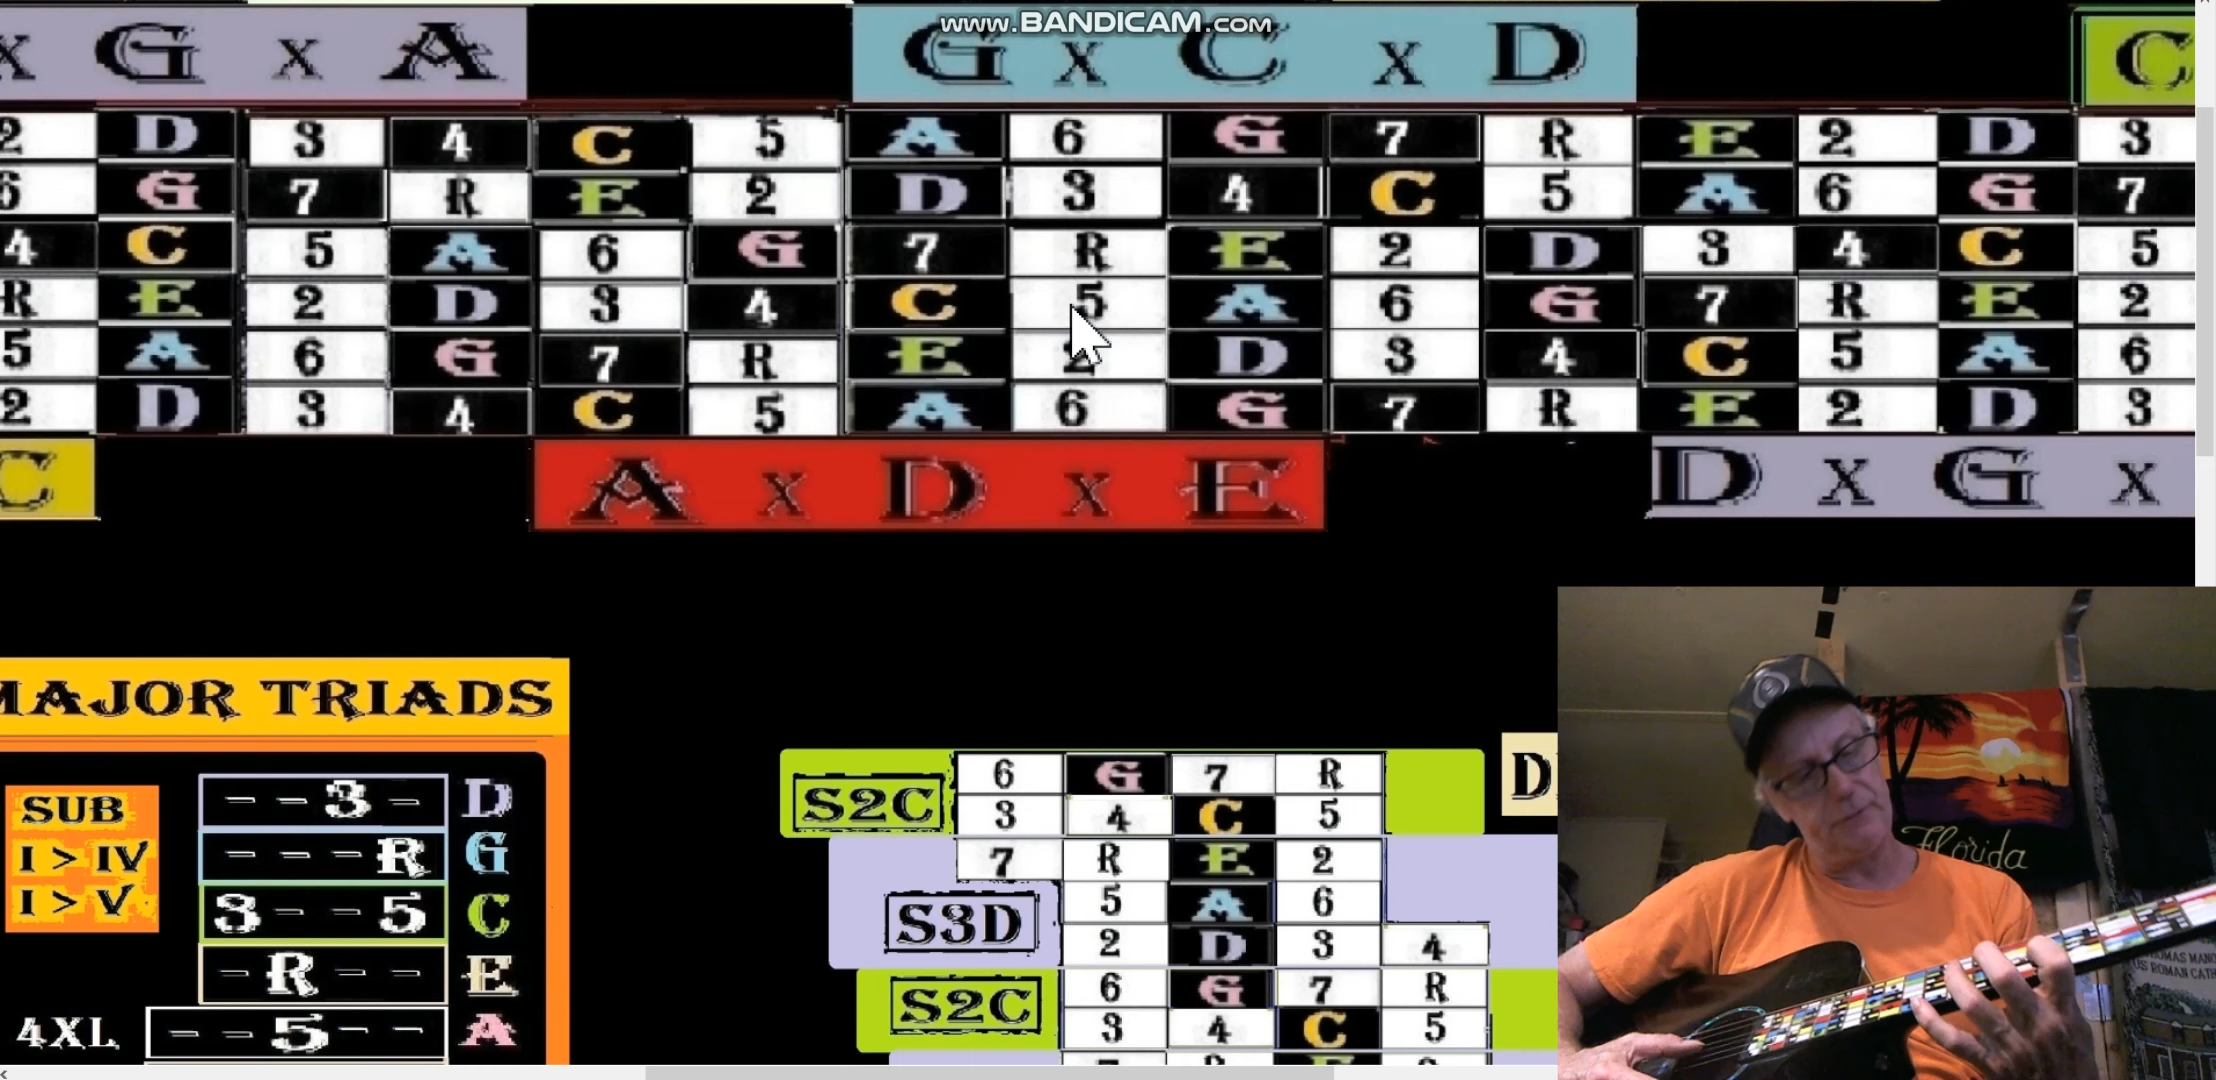 www.BANDICAM.com
x G x A G x C x D C
2 D 3 4 C 5 A 6 G 7 R E 2 D 3
6 G 7 R E 2 D 3 4 C 5 A 6 G 7
4 C 5 A 6 G 7 R E 2 D 3 4 C 5
R E 2 D 3 4 C 5 A 6 G 7 R E 2
5 A 6 G 7 R E 2 D 3 4 C 5 A 6
2 D 3 4 C 5 A 6 G 7 R E 2 D 3
C A x D x E D x G x
MAJOR TRIADS
SUB
I > IV
I > V
- - 3 - D
- - - R G
3 - - 5 C
- R - - E
4XL - - 5 - - A
S2C 6 G 7 R
3 4 C 5
7 R E 2
S3D 5 A 6
2 D 3 4
S2C 6 G 7 R
3 4 C 5
D
Florida